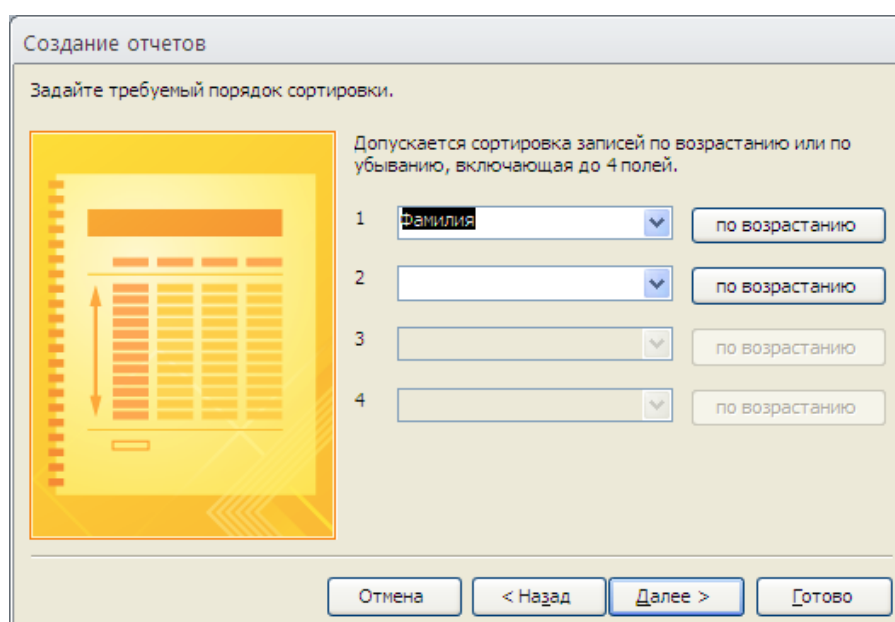 Создание отчетов
Задайте требуемый порядок сортировки.
Допускается сортировка записей по возрастанию или по
убыванию, включающая до 4 полей.
1 Фамилия по возрастанию
2 по возрастанию
3 по возрастанию
4 по возрастанию
Отмена < Назад Далее > Готово